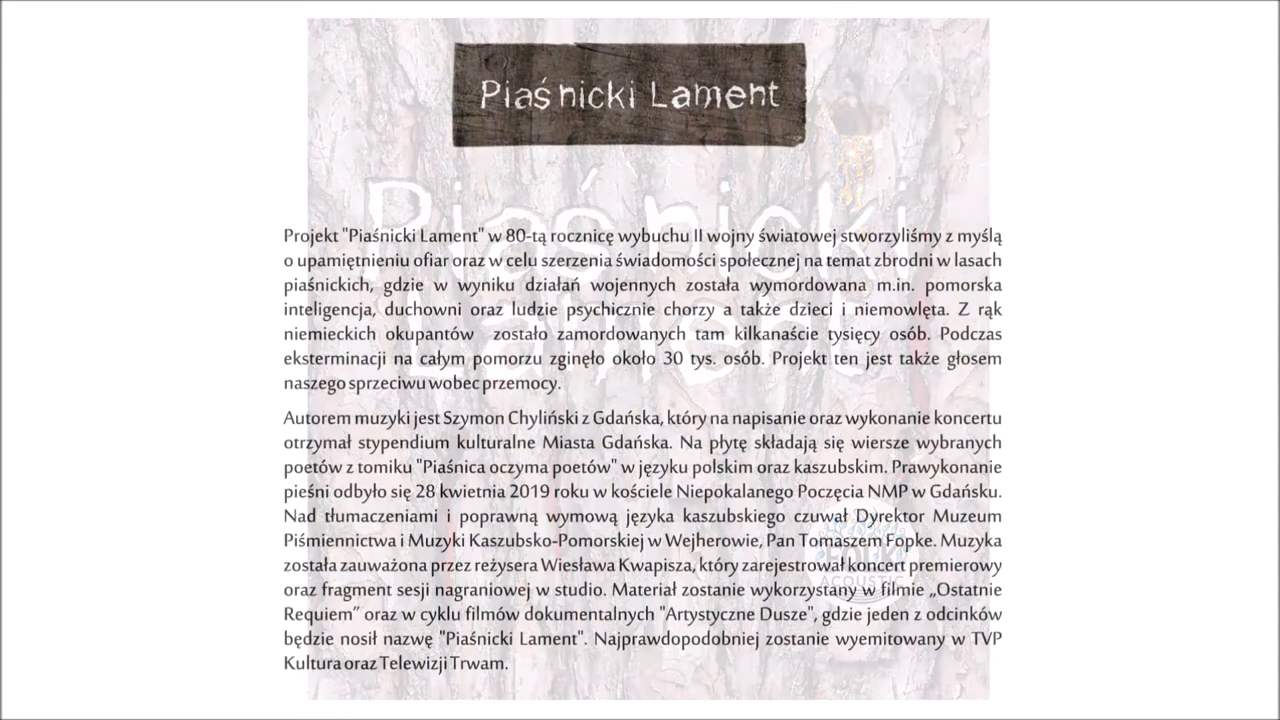 Piaśnicki Lament
Piaśnicki
Lament
Projekt "Piaśnicki Lament" w 80-tą rocznicę wybuchu II wojny światowej stworzyliśmy z myślą
o upamiętnieniu ofiar oraz w celu szerzenia świadomości społecznej na temat zbrodni w lasach
piaśnickich, gdzie w wyniku działań wojennych została wymordowana m.in. pomorska
inteligencja, duchowni oraz ludzie psychicznie chorzy a także dzieci i niemowlęta. Z rąk
niemieckich okupantów zostało zamordowanych tam kilkanaście tysięcy osób. Podczas
eksterminacji na całym pomorzu zginęło około 30 tys. osób. Projekt ten jest także głosem
naszego sprzeciwu wobec przemocy.
Autorem muzyki jest Szymon Chyliński z Gdańska, który na napisanie oraz wykonanie koncertu
otrzymał stypendium kulturalne Miasta Gdańska. Na płytę składają się wiersze wybranych
poetów z tomiku "Piaśnica oczyma poetów" w języku polskim oraz kaszubskim. Prawykonanie
pieśni odbyło się 28 kwietnia 2019 roku w kościele Niepokalanego Poczęcia NMP w Gdańsku.
Nad tłumaczeniami i poprawną wymową języka kaszubskiego czuwał Dyrektor Muzeum
Piśmiennictwa i Muzyki Kaszubsko-Pomorskiej w Wejherowie, Pan Tomaszem Fopke. Muzyka
została zauważona przez reżysera Wiesława Kwapisza, który zarejestrował koncert premierowy
oraz fragment sesji nagraniowej w studio. Materiał zostanie wykorzystany w filmie „Ostatnie
Requiem” oraz w cyklu filmów dokumentalnych "Artystyczne Dusze", gdzie jeden z odcinków
będzie nosił nazwę "Piaśnicki Lament". Najprawdopodobniej zostanie wyemitowany w TVP
Kultura oraz Telewizji Trwam.
FOLK
ACOUSTIC